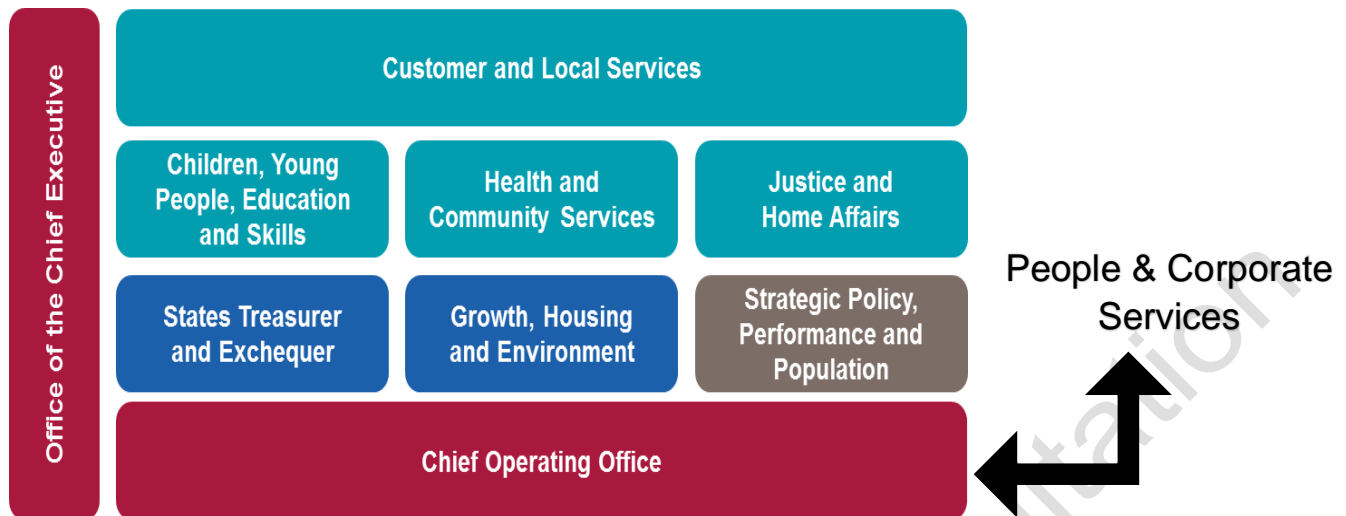 Office of the Chief Executive
Customer and Local Services
Children, Young
People, Education
and Skills
Health and
Community Services
Justice and
Home Affairs
States Treasurer
and Exchequer
Growth, Housing
and Environment
Strategic Policy,
Performance and
Population
Chief Operating Office
People & Corporate
Services